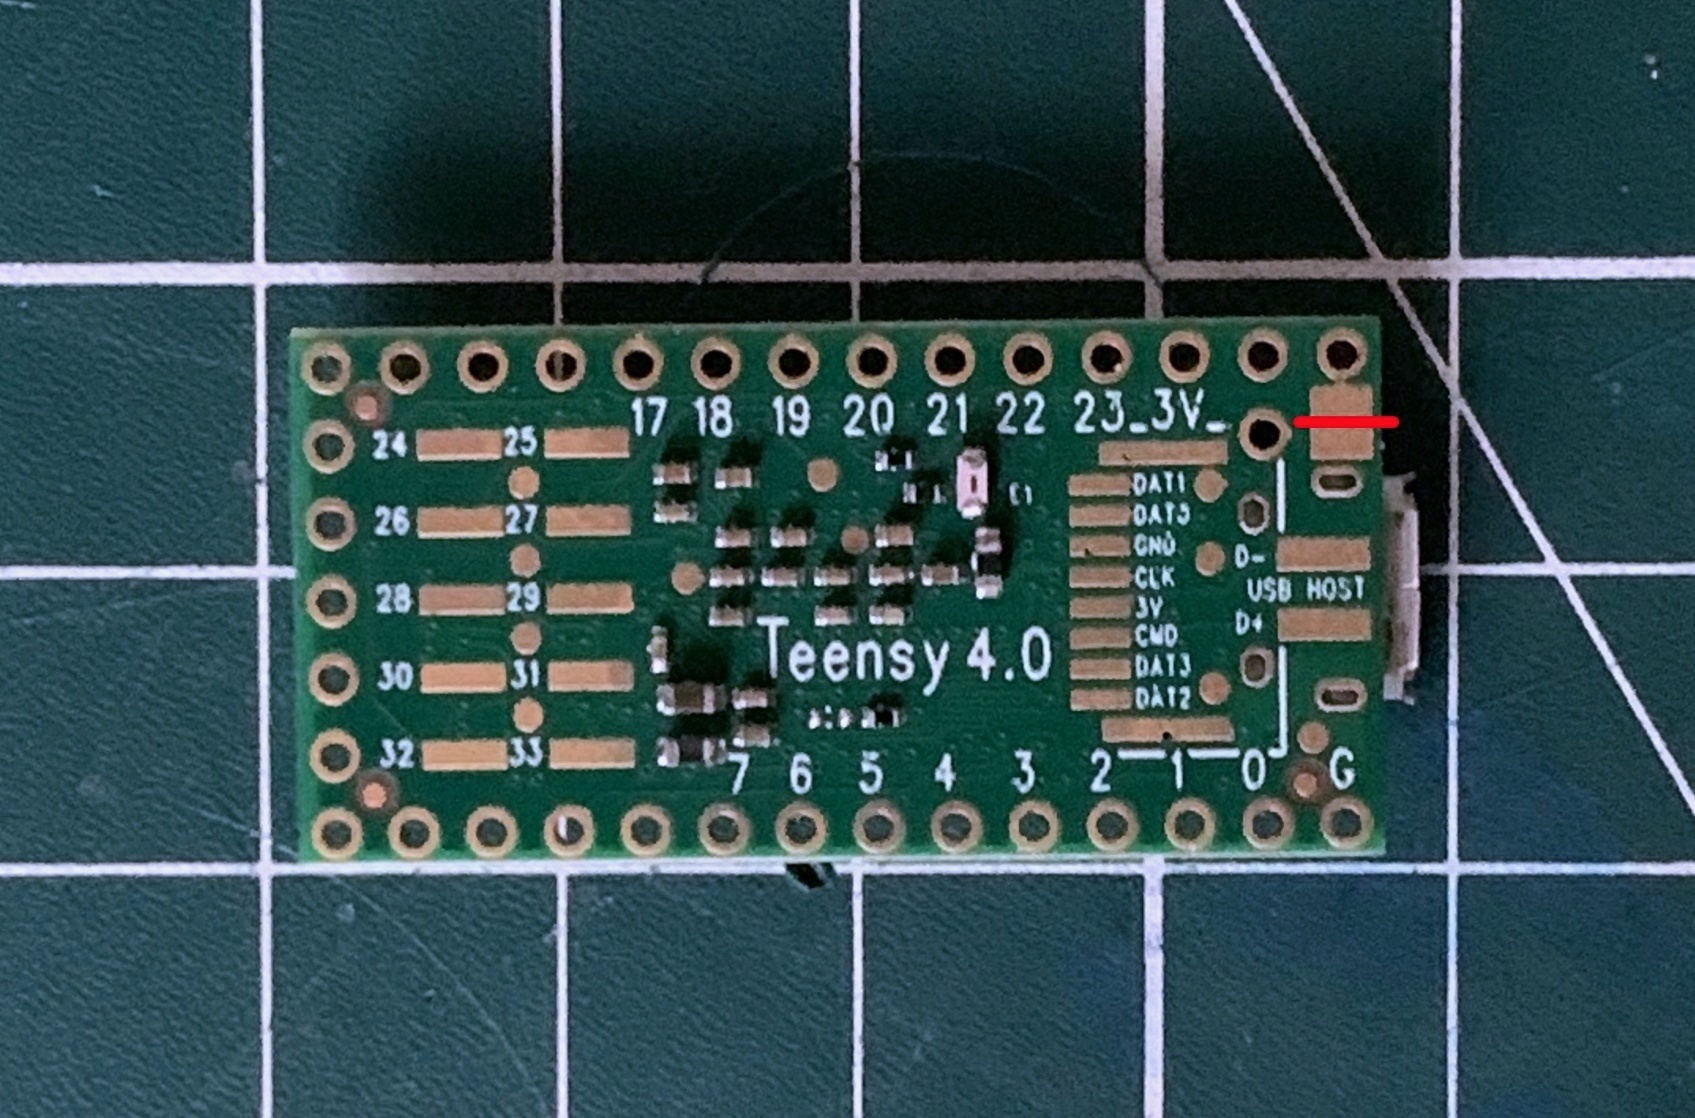 17 18 19 20 21 22 23 3V
24 25
DAT1
DAT0
26 27
GND
D-
CLK
USB HOST
28 29
3V
D+
CMD
Teensy 4.0
DAT3
30 31
DAT2
32 33
7 6 5 4 3 2 1 0 G